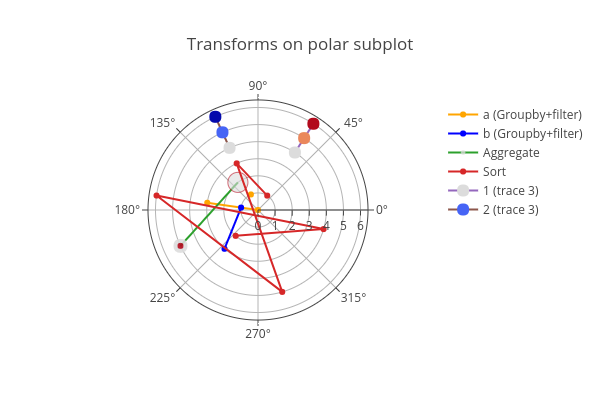 Transforms on polar subplot
90°
135°
45°
180°
0 1 2 3 4 5 6
0°
225°
315°
270°
a (Groupby+filter)
b (Groupby+filter)
Aggregate
Sort
1 (trace 3)
2 (trace 3)